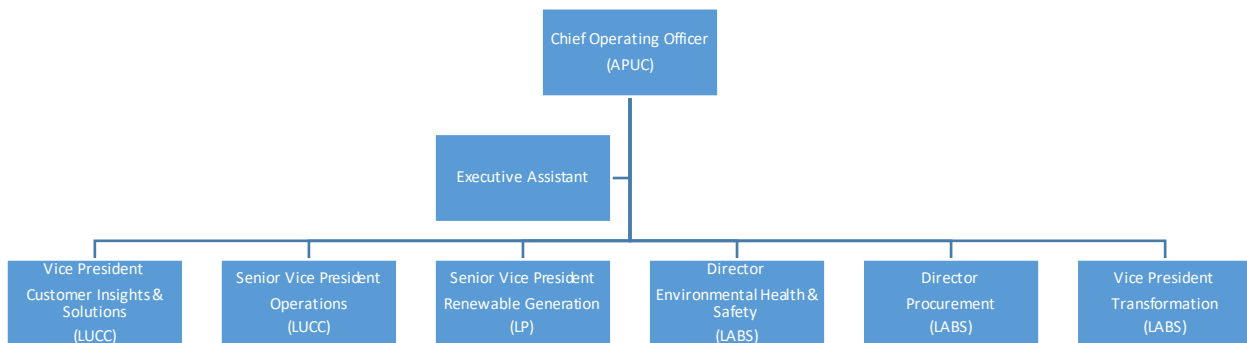 Chief Operating Officer
(APUC)
Executive Assistant
Vice President
Customer Insights &
Solutions
(LUCC)
Senior Vice President
Operations
(LUCC)
Senior Vice President
Renewable Generation
(LP)
Director
Environmental Health &
Safety
(LABS)
Director
Procurement
(LABS)
Vice President
Transformation
(LABS)